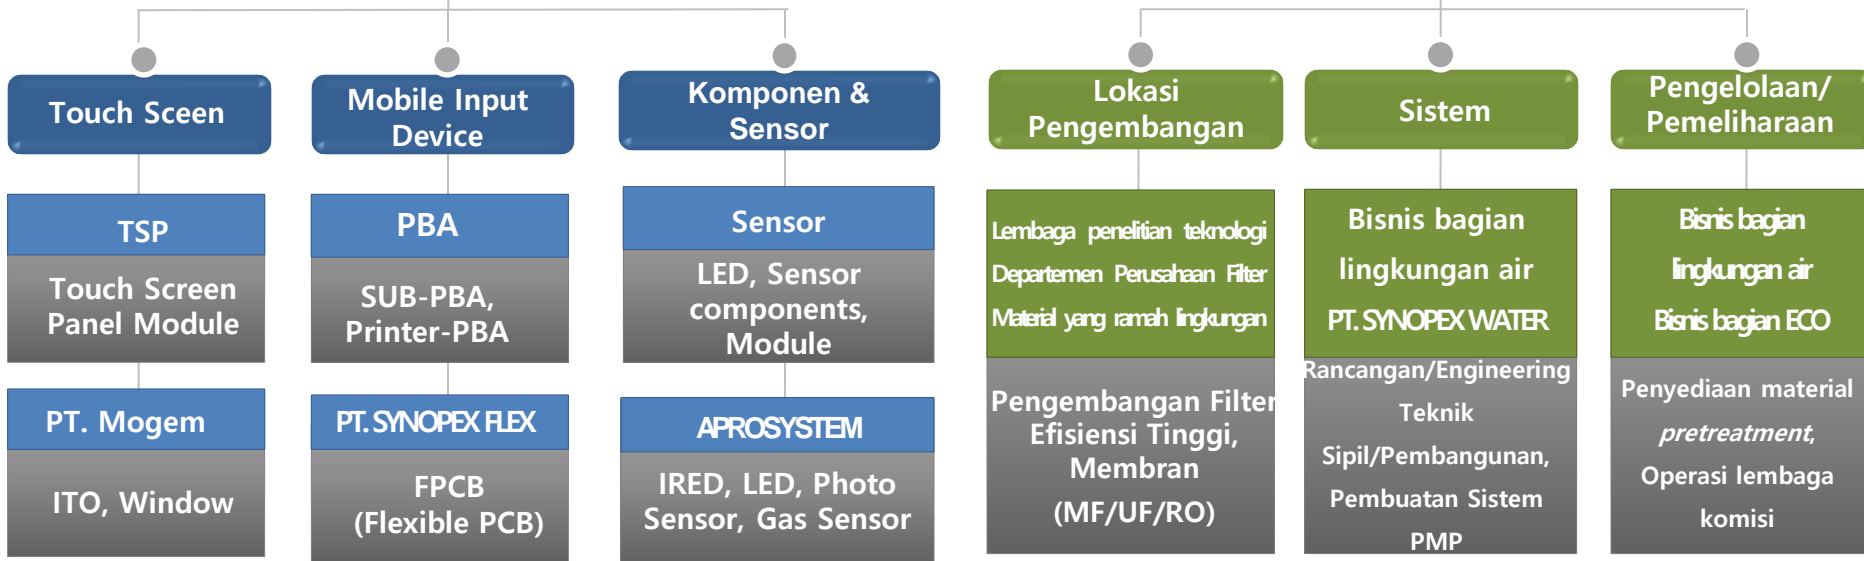 Touch Sceen
TSP
Touch Screen
Panel Module
PT. Mogem
ITO, Window
Mobile Input
Device
PBA
SUB-PBA,
Printer-PBA
PT. SYNOPEX FLEX
FPCB
(Flexible PCB)
Komponen &
Sensor
Sensor
LED, Sensor
components,
Module
APROSYSTEM
IRED, LED, Photo
Sensor, Gas Sensor
Lokasi
Pengembangan
Lembaga penelitian teknologi
Departemen Perusahaan Filter
Material yang ramah lingkungan
Pengembangan Filter
Efisiensi Tinggi,
Membran
(MF/UF/RO)
Sistem
Bisnis bagian
lingkungan air
PT. SYNOPEX WATER
Rancangan/Engineering
Teknik
Sipil/Pembangunan,
Pembuatan Sistem
PMP
Pengelolaan/
Pemeliharaan
Bisnis bagian
lingkungan air
Bisnis bagian ECO
Penyediaan material
pretreatment,
Operasi lembaga
komisi